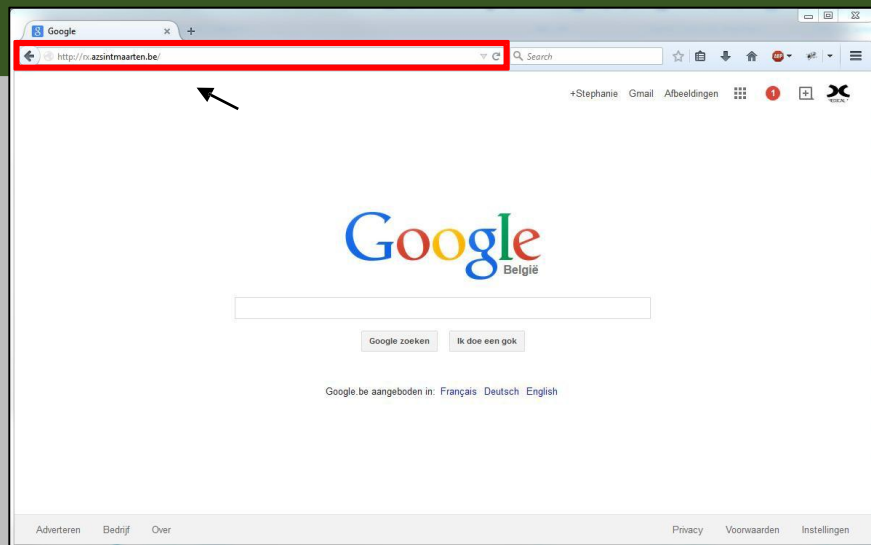 Google
http://rx.azsintmaarten.be/
Search
ABP
+Stephanie Gmail Afbeeldingen 1
Google
België
Google zoeken Ik doe een gok
Google.be aangeboden in: Français Deutsch English
Adverteren Bedrijf Over Privacy Voorwaarden Instellingen